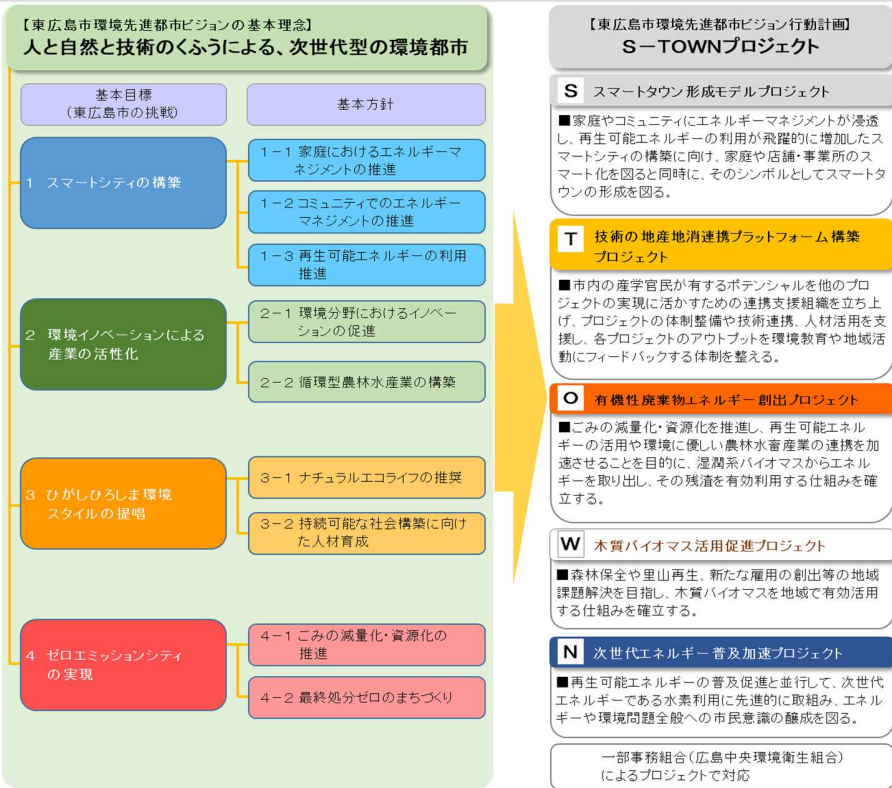 【東広島市環境先進都市ビジョンの基本理念】
人と自然と技術のくふうによる、次世代型の環境都市
基本目標
（東広島市の挑戦）
基本方針
1 スマートシティの構築
1－1 家庭におけるエネルギーマ
ネジメントの推進
1－2 コミュニティでのエネルギー
マネジメントの推進
1－3 再生可能エネルギーの利用
推進
2 環境イノベーションによる
産業の活性化
2－1 環境分野におけるイノベー
ションの促進
2－2 循環型農林水産業の構築
3 ひがしひろしま環境
スタイルの提唱
3－1 ナチュラルエコライフの推奨
3－2 持続可能な社会構築に向け
た人材育成
4 ゼロエミッションシティ
の実現
4－1 ごみの減量化・資源化の
推進
4－2 最終処分ゼロのまちづくり
【東広島市環境先進都市ビジョン行動計画】
S－TOWNプロジェクト
S スマートタウン形成モデルプロジェクト
■家庭やコミュニティにエネルギーマネジメントが浸透
し、再生可能エネルギーの利用が飛躍的に増加したス
マートシティの構築に向け、家庭や店舗・事業所のス
マート化を図ると同時に、そのシンボルとしてスマートタ
ウンの形成を図る。
T 技術の地産地消連携プラットフォーム構築
プロジェクト
■市内の産学官民が有するポテンシャルを他のプロ
ジェクトの実現に活かすための連携支援組織を立ち上
げ、プロジェクトの体制整備や技術連携、人材活用を支
援し、各プロジェクトのアウトプットを環境教育や地域活
動にフィードバックする体制を整える。
O 有機性廃棄物エネルギー創出プロジェクト
■ごみの減量化・資源化を推進し、再生可能エネル
ギーの活用や環境に優しい農林水畜産業の連携を加
速させることを目的に、湿潤系バイオマスからエネル
ギーを取り出し、その残渣を有効利用する仕組みを確
立する。
W 木質バイオマス活用促進プロジェクト
■森林保全や里山再生、新たな雇用の創出等の地域
課題解決を目指し、木質バイオマスを地域で有効活用
する仕組みを確立する。
N 次世代エネルギー普及加速プロジェクト
■再生可能エネルギーの普及促進と並行して、次世代
エネルギーである水素利用に先進的に取組み、エネル
ギーや環境問題全般への市民意識の醸成を図る。
一部事務組合（広島中央環境衛生組合）
によるプロジェクトで対応